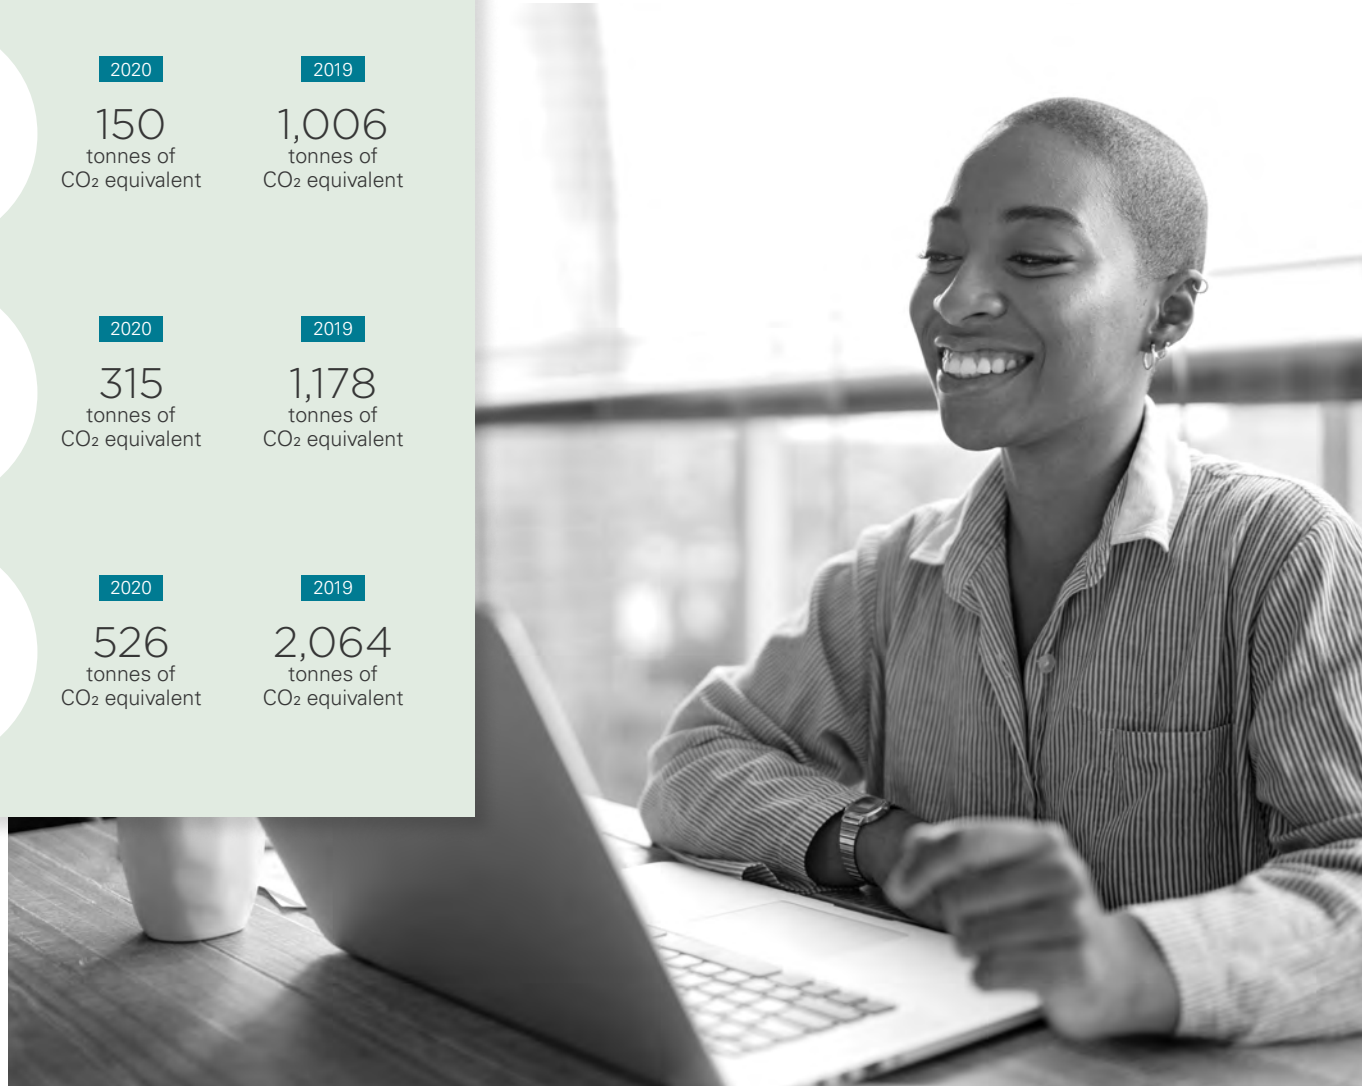 2020 2019
150 1,006
tonnes of tonnes of
CO₂ equivalent CO₂ equivalent
2020 2019
315 1,178
tonnes of tonnes of
CO₂ equivalent CO₂ equivalent
2020 2019
526 2,064
tonnes of tonnes of
CO₂ equivalent CO₂ equivalent